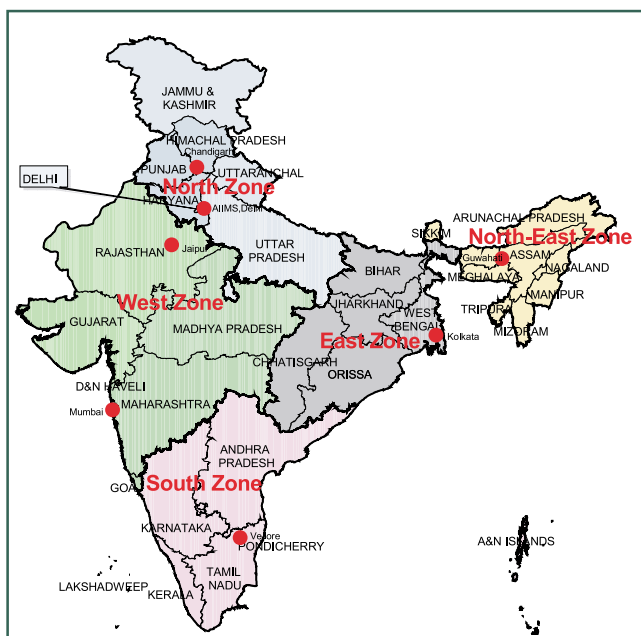 JAMMU &
KASHMIR
HIMACHAL PRADESH
Chandigarh
PUNJAB
UTTARANCHAL
DELHI
North Zone
HARYANA
AIIMS,Delhi
ARUNACHAL PRADESH
SIKKIM
North-East Zone
RAJASTHAN
Jaipur
UTTAR
PRADESH
Guwahati
ASSAM
BIHAR
NAGALAND
MEGHALAYA
MANIPUR
West Zone
JHARKHAND
WEST
BENGAL
TRIPURA
GUJARAT
MADHYA PRADESH
MIZORAM
East Zone
Kolkata
CHHATISGARH
ORISSA
D&N HAVELI
MAHARASHTRA
Mumbai
ANDHRA
PRADESH
GOA
South Zone
KARNATAKA
Vellore
PONDICHERRY
A&N ISLANDS
LAKSHADWEEP
TAMIL
NADU
KERALA